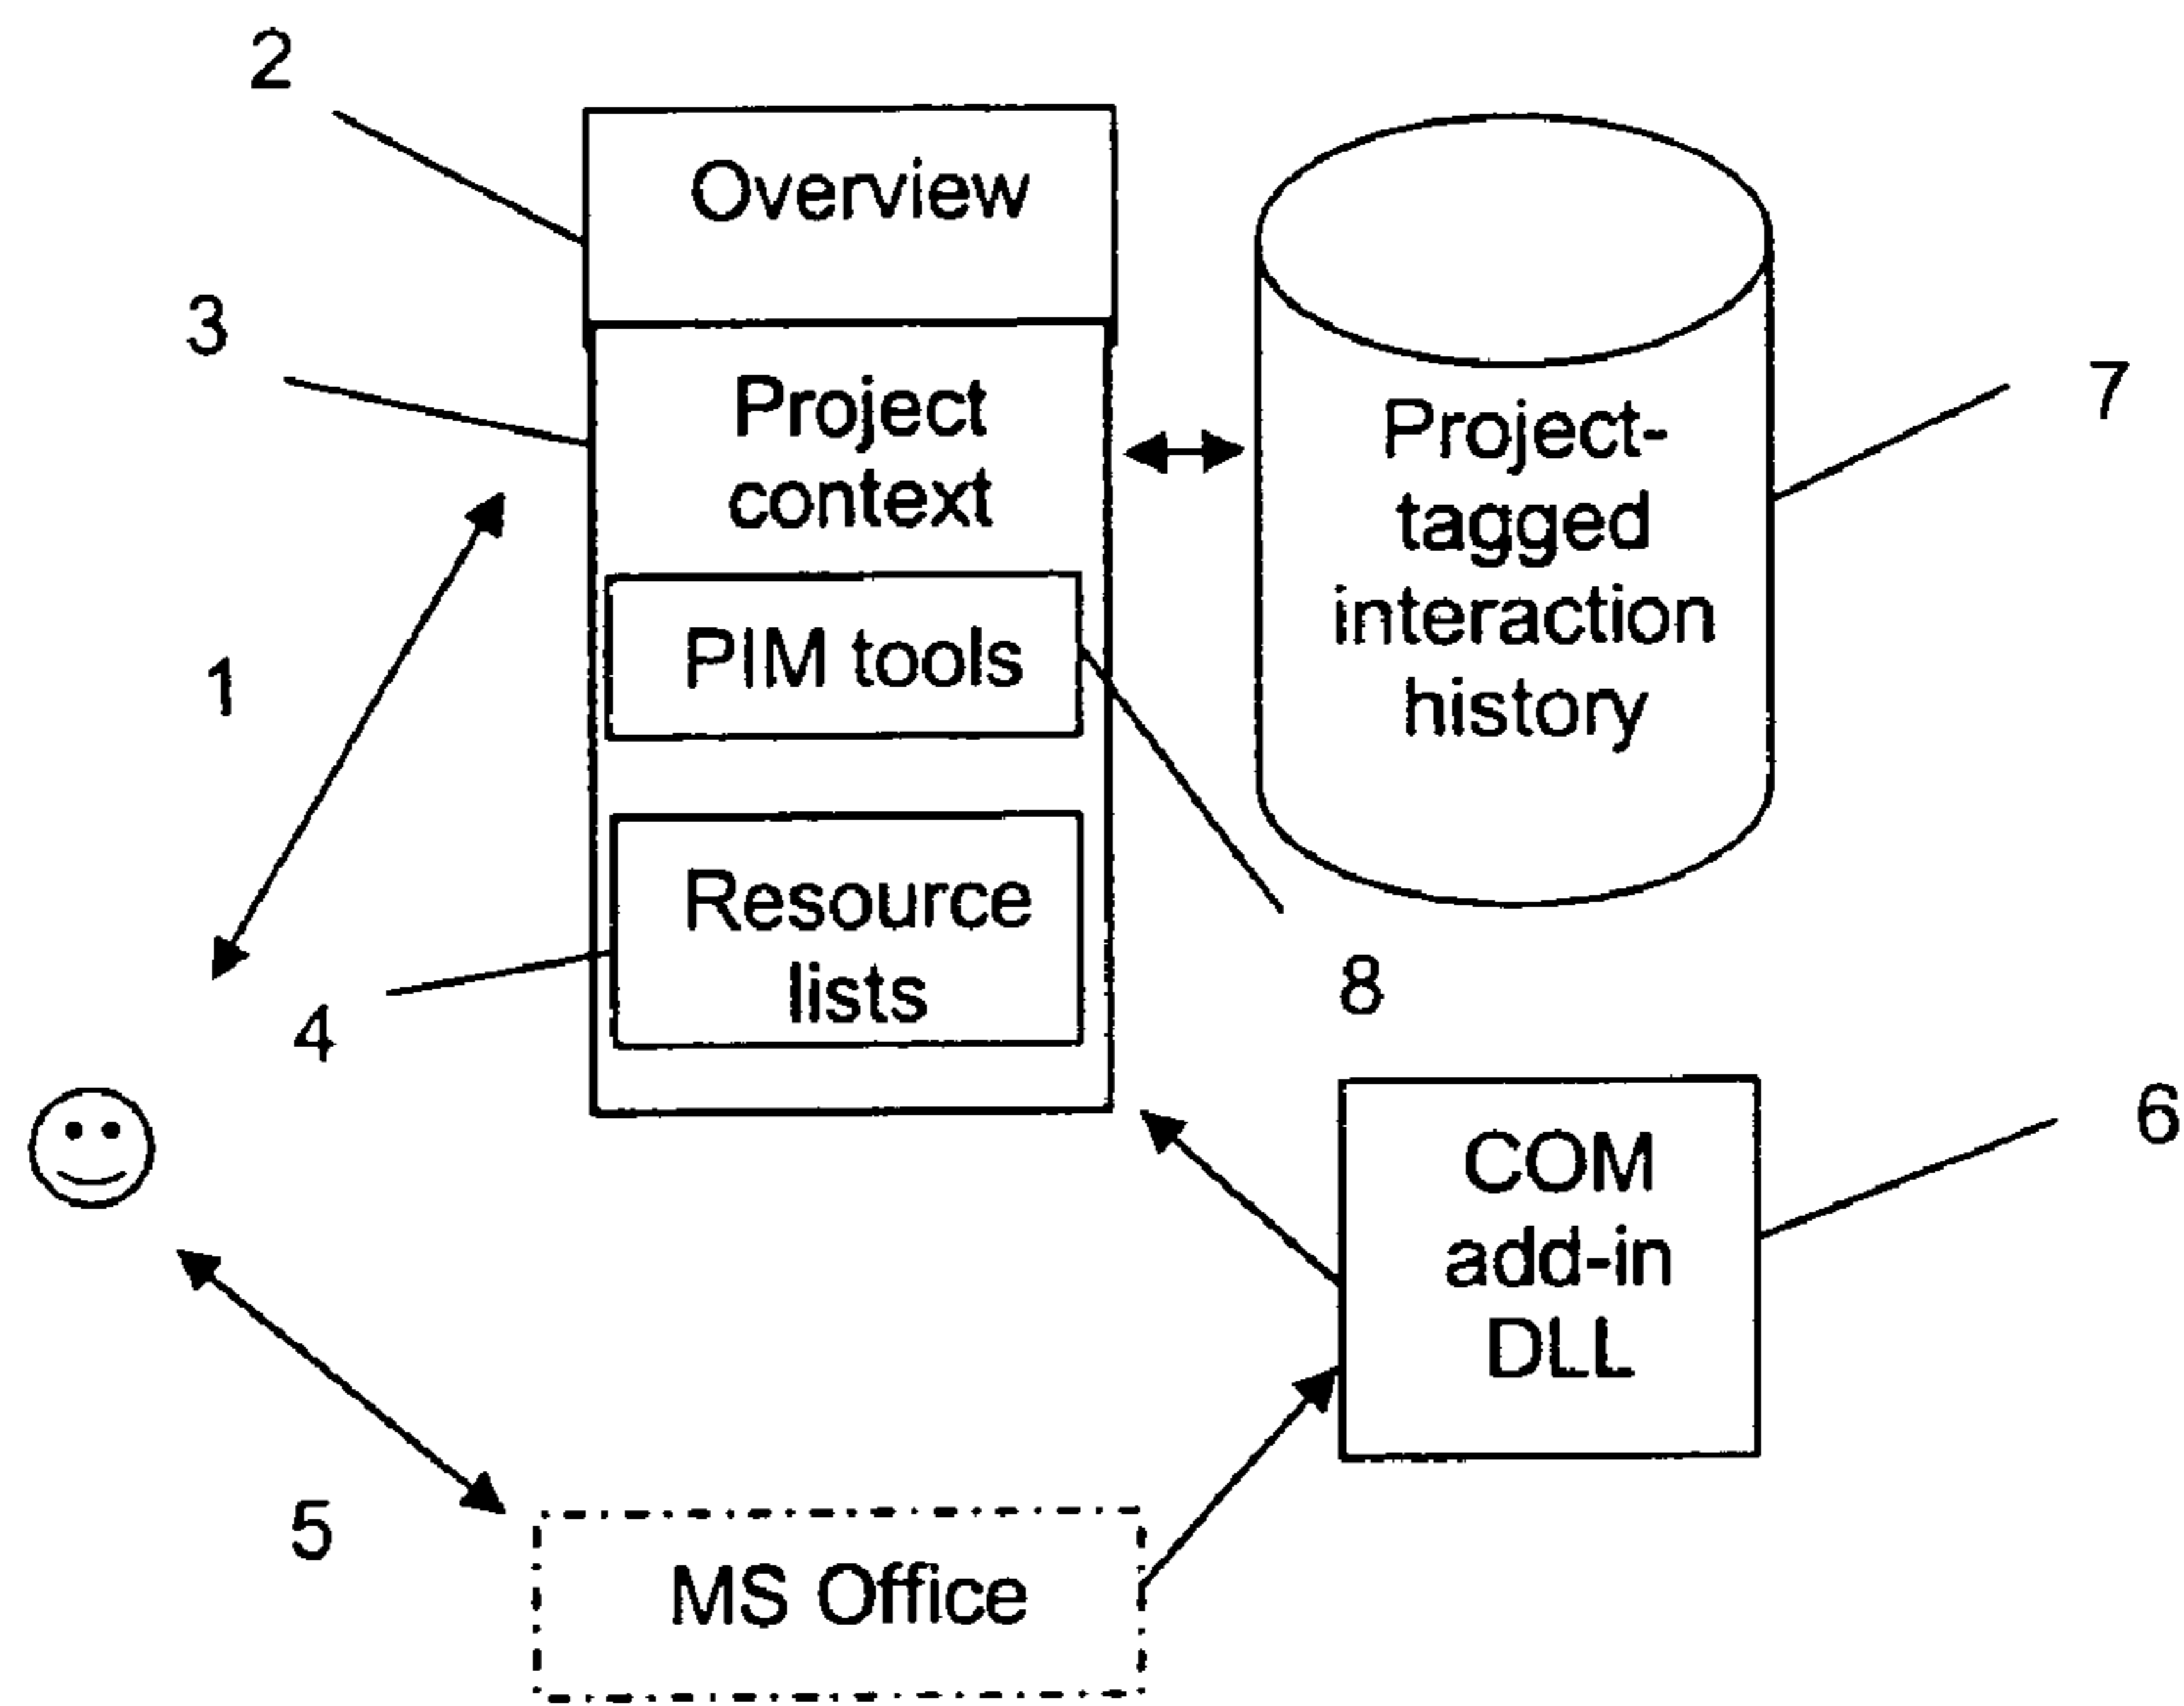 2
Overview
3
Project
context
7
Project-
tagged
interaction
history
1
PIM tools
Resource
lists
4
8
6
COM
add-in
DLL
5
MS Office